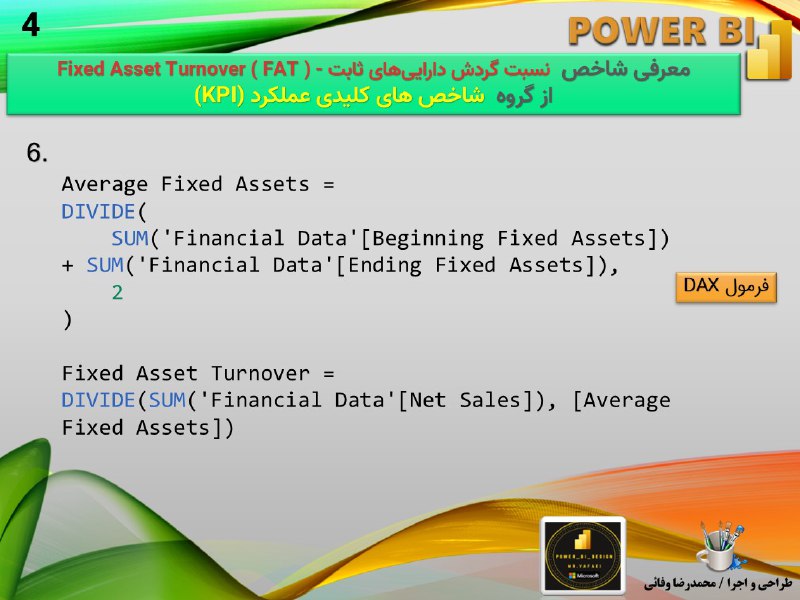 4
POWER BI
معرفی شاخص نسبت گردش دارایی‌های ثابت - Fixed Asset Turnover ( FAT )
از گروه شاخص های کلیدی عملکرد (KPI)
6.
Average Fixed Assets =
DIVIDE(
    SUM('Financial Data'[Beginning Fixed Assets])
+ SUM('Financial Data'[Ending Fixed Assets]),
    2
)
فرمول DAX
Fixed Asset Turnover =
DIVIDE(SUM('Financial Data'[Net Sales]), [Average
Fixed Assets])
POWER_BI_DESIGN
MR.VAFAEI
Microsoft
طراحی و اجرا / محمدرضا وفائی